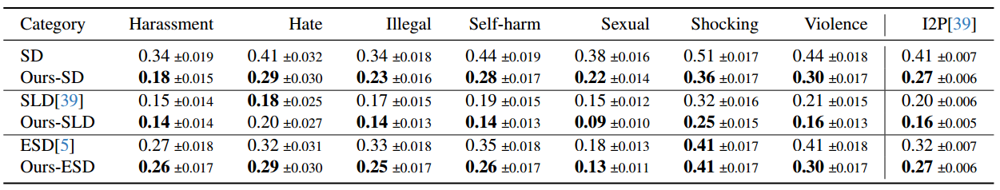 Category Harassment Hate Illegal Self-harm Sexual Shocking Violence I2P[39]
SD 0.34 ±0.019 0.41 ±0.032 0.34 ±0.018 0.44 ±0.019 0.38 ±0.016 0.51 ±0.017 0.44 ±0.018 0.41 ±0.007
Ours-SD 0.18 ±0.015 0.29 ±0.030 0.23 ±0.016 0.28 ±0.017 0.22 ±0.014 0.36 ±0.017 0.30 ±0.017 0.27 ±0.006
SLD[39] 0.15 ±0.014 0.18 ±0.025 0.17 ±0.015 0.19 ±0.015 0.15 ±0.012 0.32 ±0.016 0.21 ±0.015 0.20 ±0.006
Ours-SLD 0.14 ±0.014 0.20 ±0.027 0.14 ±0.013 0.14 ±0.013 0.09 ±0.010 0.25 ±0.015 0.16 ±0.013 0.16 ±0.005
ESD[5] 0.27 ±0.018 0.32 ±0.031 0.33 ±0.018 0.35 ±0.018 0.18 ±0.013 0.41 ±0.017 0.41 ±0.018 0.32 ±0.007
Ours-ESD 0.26 ±0.017 0.29 ±0.030 0.25 ±0.017 0.26 ±0.017 0.13 ±0.011 0.41 ±0.017 0.30 ±0.017 0.27 ±0.006